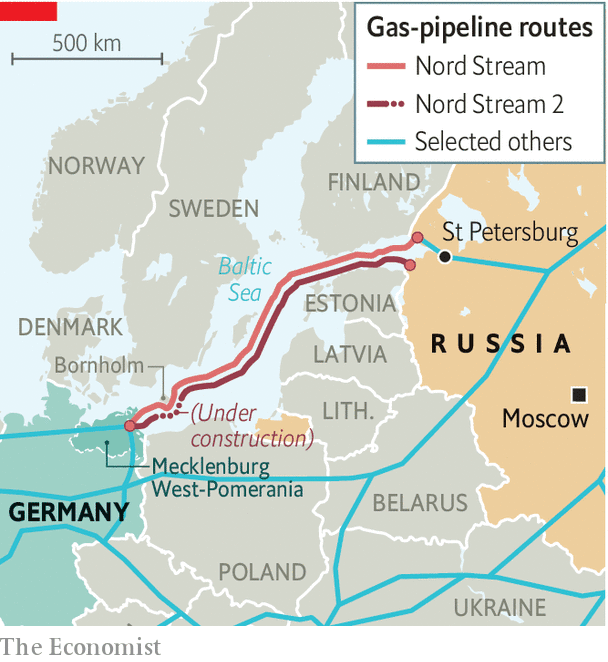 500 km
Gas-pipeline routes
Nord Stream
Nord Stream 2
Selected others
NORWAY
SWEDEN
FINLAND
St Petersburg
Baltic
Sea
ESTONIA
DENMARK
RUSSIA
LATVIA
Bornholm
Moscow
LITH.
(Under
construction)
Mecklenburg
West-Pomerania
BELARUS
GERMANY
POLAND
UKRAINE
The Economist